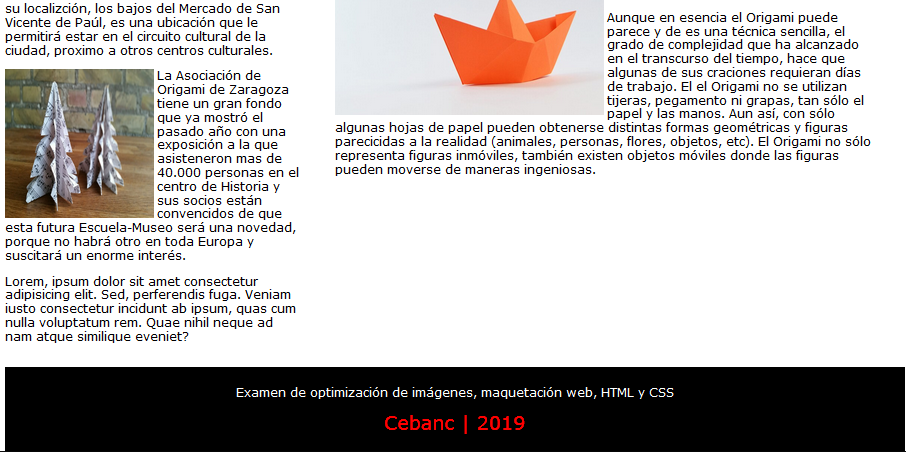 su localizción, los bajos del Mercado de San
Vicente de Paúl, es una ubicación que le
permitirá estar en el circuito cultural de la
ciudad, proximo a otros centros culturales.
La Asociación de
Origami de Zaragoza
tiene un gran fondo
que ya mostró el
pasado año con una
exposición a la que
asisteneron mas de
40.000 personas en el
centro de Historia y
sus socios están
convencidos de que
esta futura Escuela-Museo será una novedad,
porque no habrá otro en toda Europa y
suscitará un enorme interés.
Lorem, ipsum dolor sit amet consectetur
adipisicing elit. Sed, perferendis fuga. Veniam
iusto consectetur incidunt ab ipsum, quas cum
nulla voluptatum rem. Quae nihil neque ad
nam atque similique eveniet?
Aunque en esencia el Origami puede
parece y de es una técnica sencilla, el
grado de complejidad que ha alcanzado
en el transcurso del tiempo, hace que
algunas de sus craciones requieran días
de trabajo. El el Origami no se utilizan
tijeras, pegamento ni grapas, tan sólo el
papel y las manos. Aun así, con sólo
algunas hojas de papel pueden obtenerse distintas formas geométricas y figuras
parecicidas a la realidad (animales, personas, flores, objetos, etc). El Origami no sólo
representa figuras inmóviles, también existen objetos móviles donde las figuras
pueden moverse de maneras ingeniosas.
Examen de optimización de imágenes, maquetación web, HTML y CSS
Cebanc | 2019